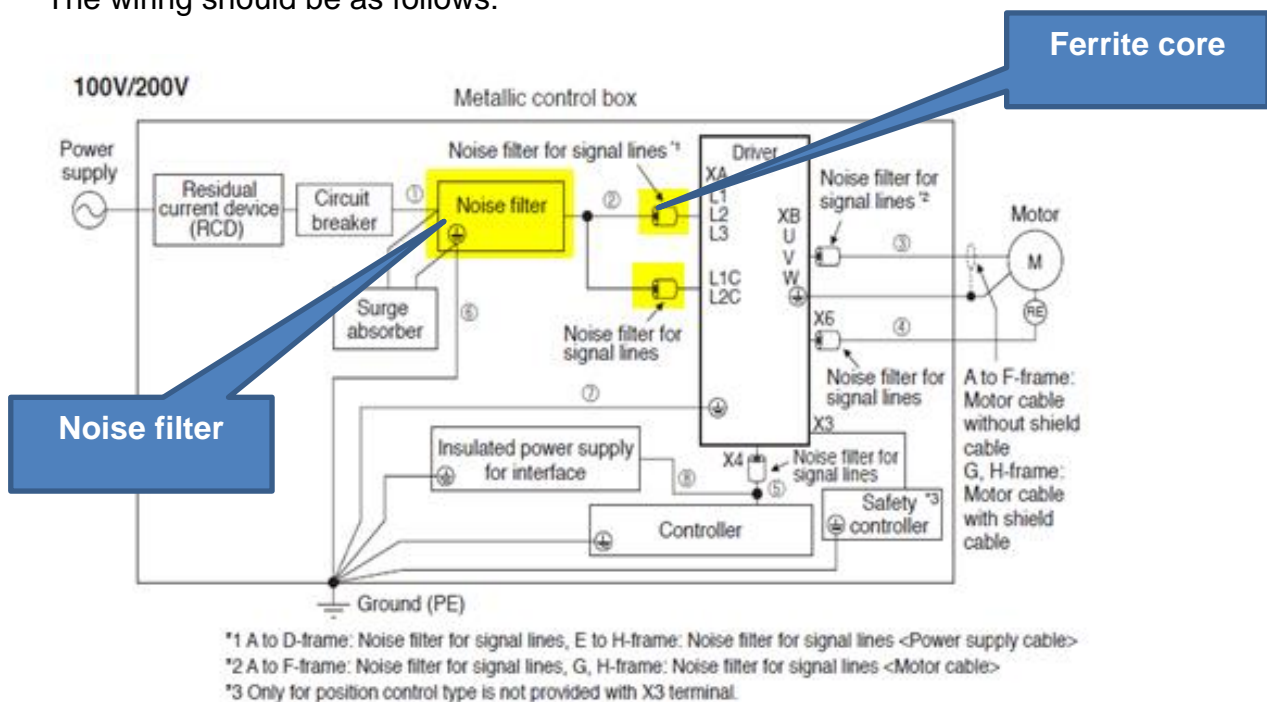 The wiring should be as follows:
Ferrite core
100V/200V
Metallic control box
Power
supply
Residual
current device
(RCD)
Circuit
breaker
①
Noise filter
②
Noise filter for signal lines *1
Driver
XA
L1
L2
L3
L1C
L2C
XB
U
V
W
Noise filter for
signal lines *2
③
Motor
M
RE
Surge
absorber
⑥
Noise filter for
signal lines
X6
④
Noise filter for
signal lines
A to F-frame:
Motor cable
without shield
cable
G, H-frame:
Motor cable
with shield
cable
Noise filter
⑦
X3
Insulated power supply
for interface
⑧
X4
Noise filter for
signal lines
⑤
Controller
Safety *3
controller
Ground (PE)
*1 A to D-frame: Noise filter for signal lines, E to H-frame: Noise filter for signal lines <Power supply cable>
*2 A to F-frame: Noise filter for signal lines, G, H-frame: Noise filter for signal lines <Motor cable>
*3 Only for position control type is not provided with X3 terminal.